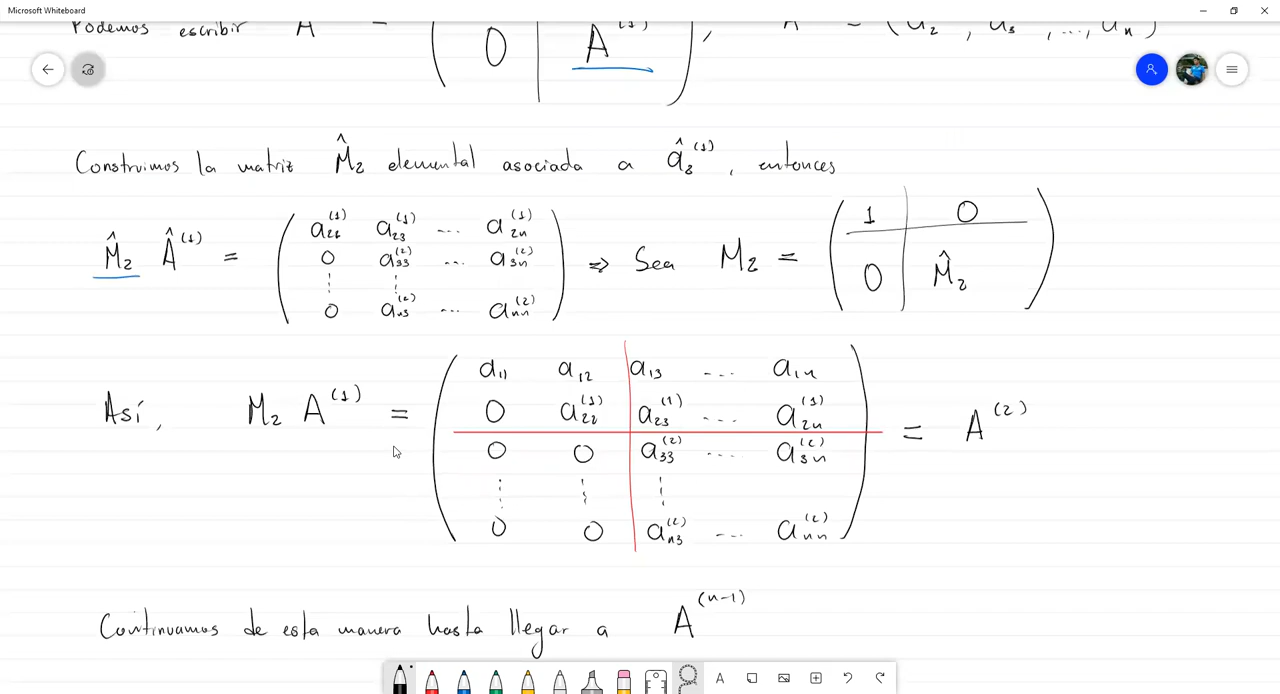 Microsoft Whiteboard
Podemos escribir A = ( 0 | A^(1) ), A = (a_2, a_3, ..., a_n)
Construimos la matriz M̂_2 elemental asociada a â_2^(1), entonces
M̂_2 Â^(1) = ( a_22^(1) a_23^(1) ... a_2n^(1)
0 a_33^(2) ... a_3n^(2)
⋮ ⋮
0 a_n3^(2) ... a_nn^(2) ) ⇒ Sea M_2 = ( 1 | 0
0 | M̂_2 )
Así, M_2 A^(1) = ( a_11 a_12 | a_13 ... a_1n
0 a_22^(1) | a_23^(1) ... a_2n^(1)
0 0 | a_33^(2) ... a_3n^(2)
⋮ ⋮ | ⋮
0 0 | a_n3^(2) ... a_nn^(2) ) = A^(2)
Continuamos de esta manera hasta llegar a A^(n-1)